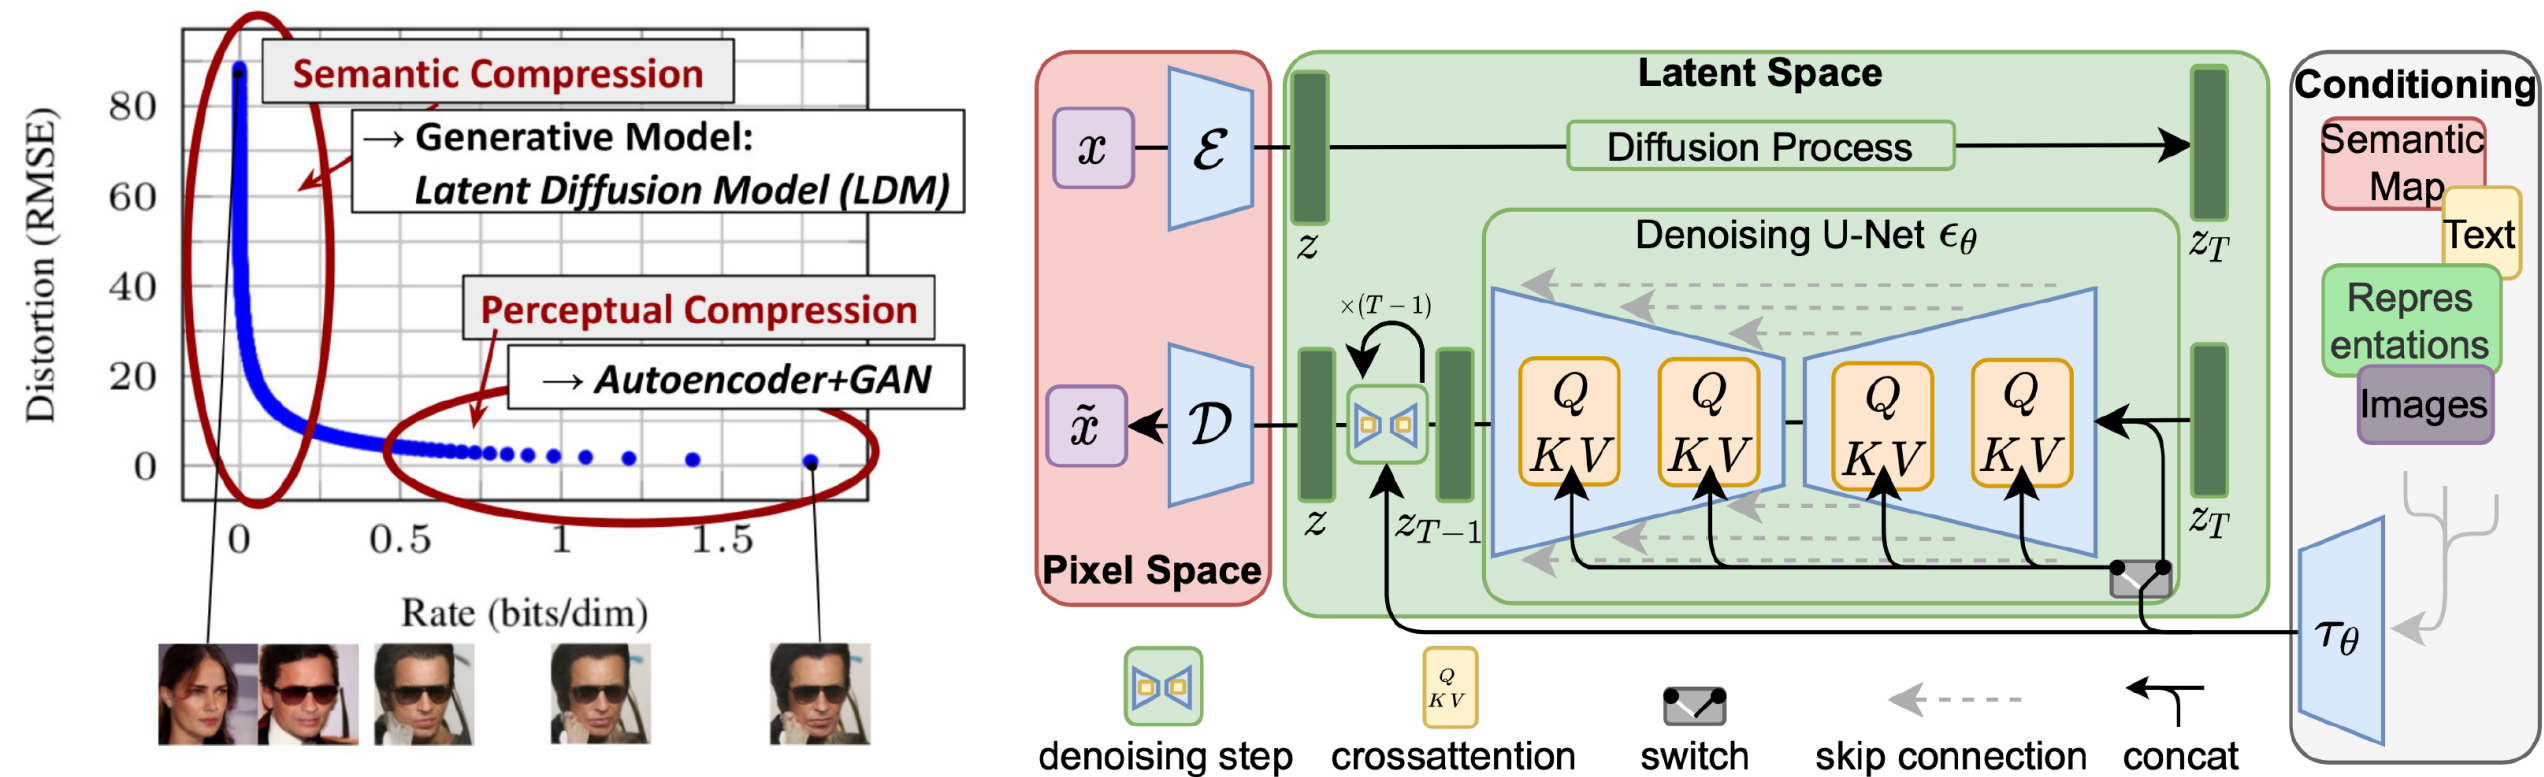 Semantic Compression
→ Generative Model:
Latent Diffusion Model (LDM)
Perceptual Compression
→ Autoencoder+GAN
Distortion (RMSE)
80
60
40
20
0
0 0.5 1 1.5
Rate (bits/dim)
Pixel Space
x
ℰ
x̃
𝒟
Latent Space
z
Diffusion Process
z_T
Denoising U-Net ϵ_θ
×(T − 1)
Q
K V
Q
K V
Q
K V
Q
K V
z
z_{T−1}
z_T
Conditioning
Semantic
Map
Text
Repres
entations
Images
τ_θ
Q
K V
denoising step
crossattention
switch
skip connection
concat